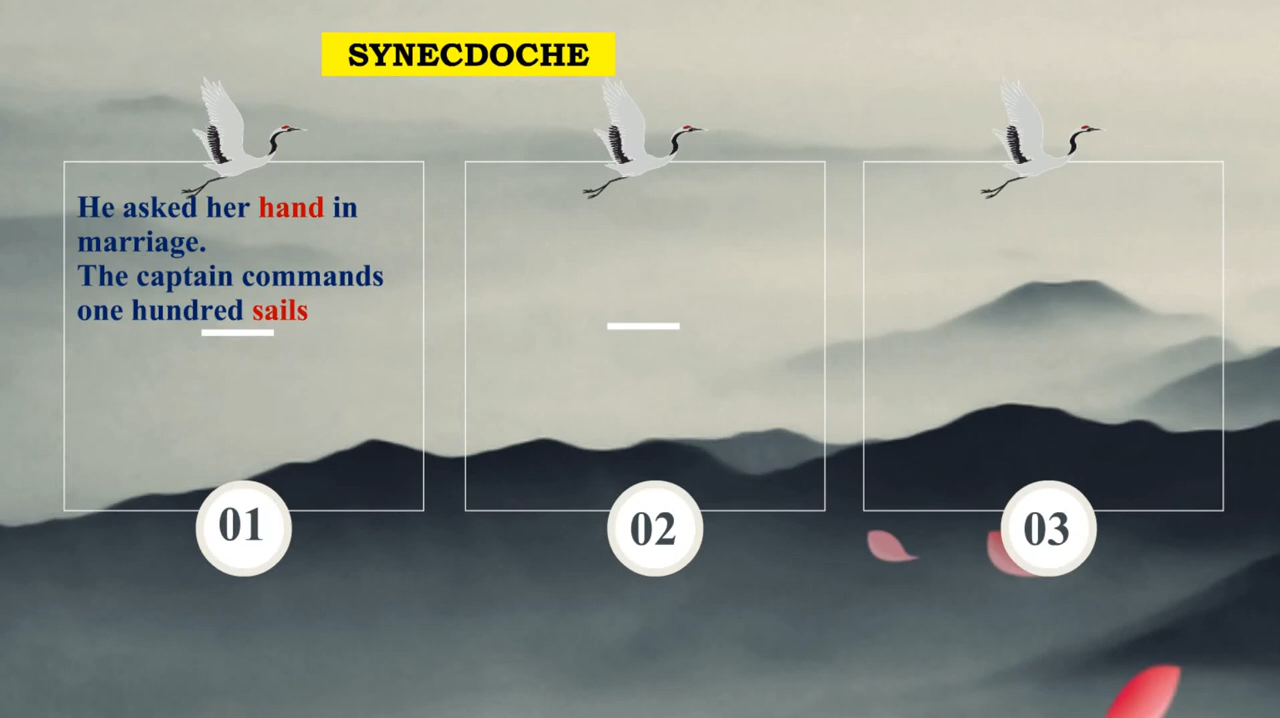 SYNECDOCHE
He asked her hand in
marriage.
The captain commands
one hundred sails
01
02
03